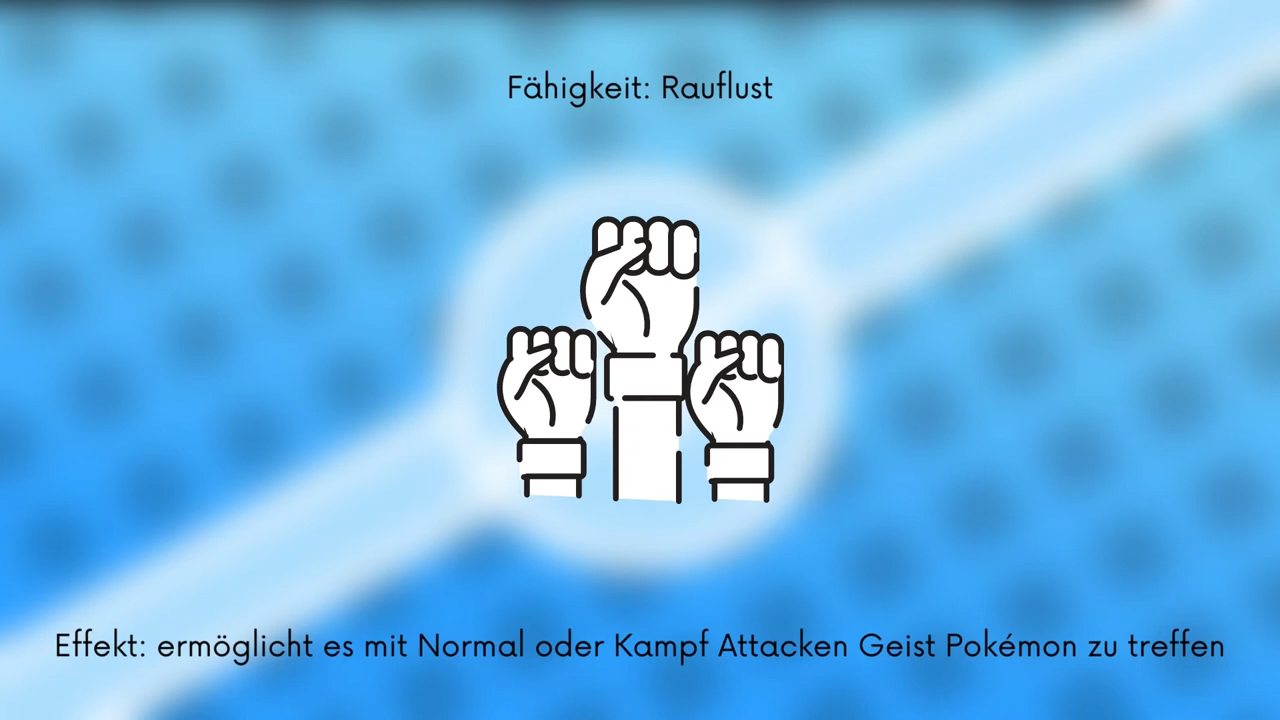 Fähigkeit: Rauflust
Effekt: ermöglicht es mit Normal oder Kampf Attacken Geist Pokémon zu treffen